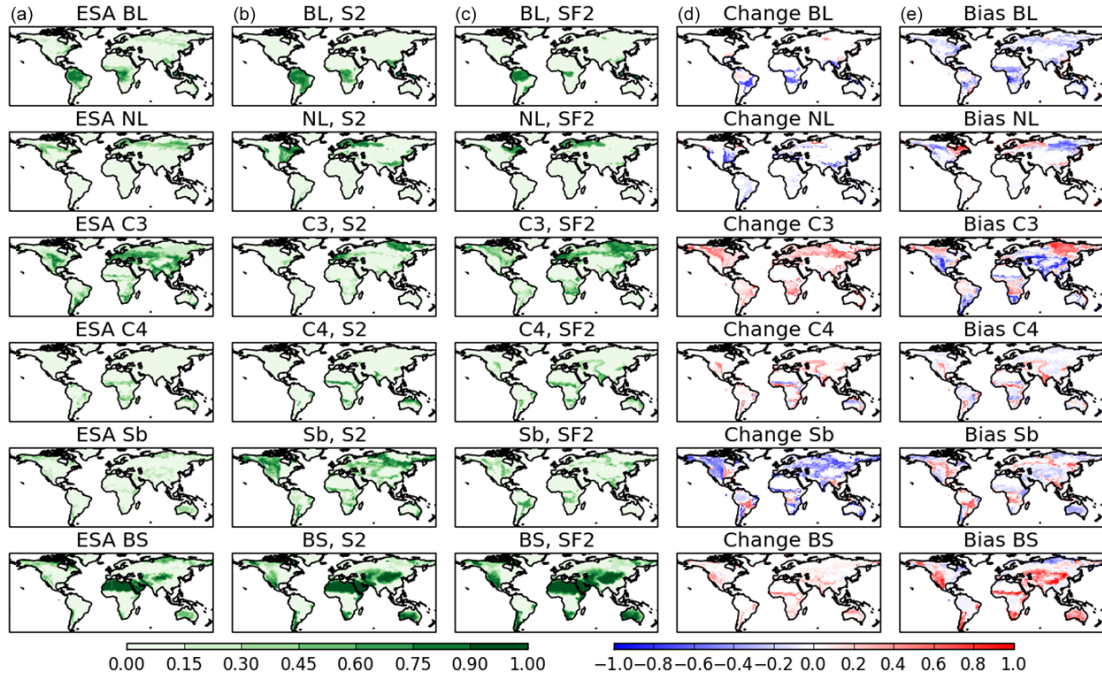 (a) ESA BL (b) BL, S2 (c) BL, SF2 (d) Change BL (e) Bias BL
ESA NL NL, S2 NL, SF2 Change NL Bias NL
ESA C3 C3, S2 C3, SF2 Change C3 Bias C3
ESA C4 C4, S2 C4, SF2 Change C4 Bias C4
ESA Sb Sb, S2 Sb, SF2 Change Sb Bias Sb
ESA BS BS, S2 BS, SF2 Change BS Bias BS
0.00 0.15 0.30 0.45 0.60 0.75 0.90 1.00 −1.0 −0.8 −0.6 −0.4 −0.2 0.0 0.2 0.4 0.6 0.8 1.0